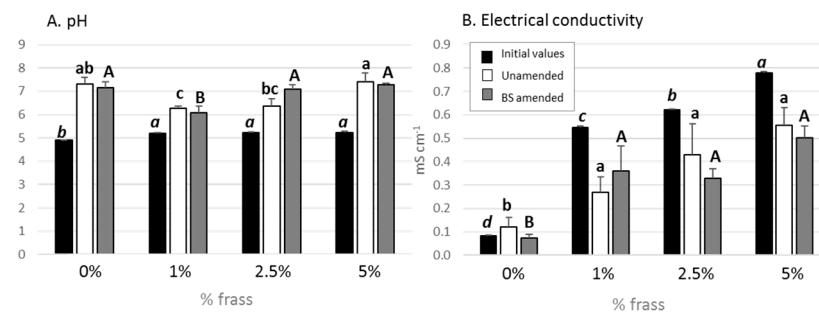 A. pH
9
8
7
6
5
4
3
2
1
0
b
ab
A
a
c
B
a
bc
A
a
a
A
0%
1%
2.5%
5%
% frass
B. Electrical conductivity
mS cm⁻¹
0.9
0.8
0.7
0.6
0.5
0.4
0.3
0.2
0.1
0.0
Initial values
Unamended
BS amended
d
b
B
c
a
A
b
a
A
a
a
A
0%
1%
2.5%
5%
% frass